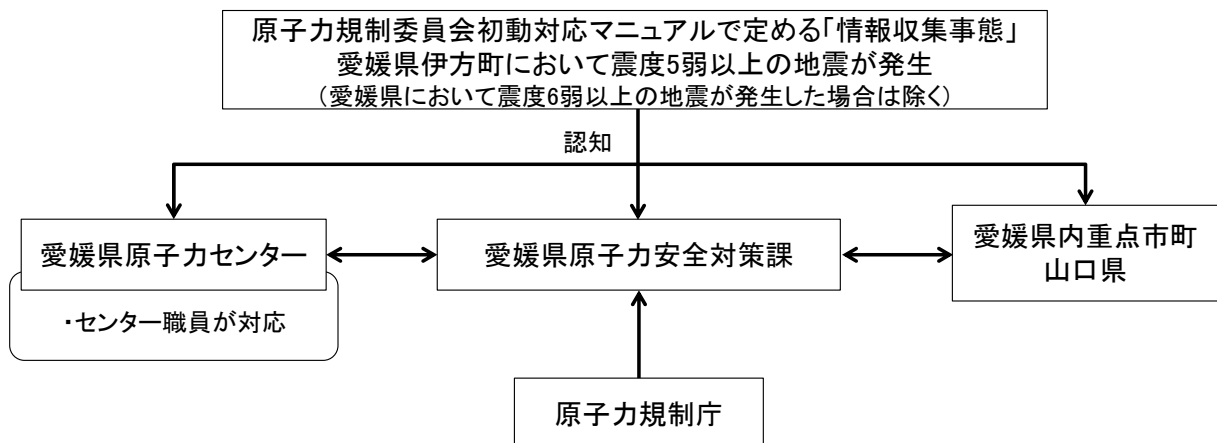 原子力規制委員会初動対応マニュアルで定める「情報収集事態」
愛媛県伊方町において震度5弱以上の地震が発生
（愛媛県において震度6弱以上の地震が発生した場合は除く）
認知
愛媛県原子力センター
愛媛県原子力安全対策課
愛媛県内重点市町
山口県
・センター職員が対応
原子力規制庁